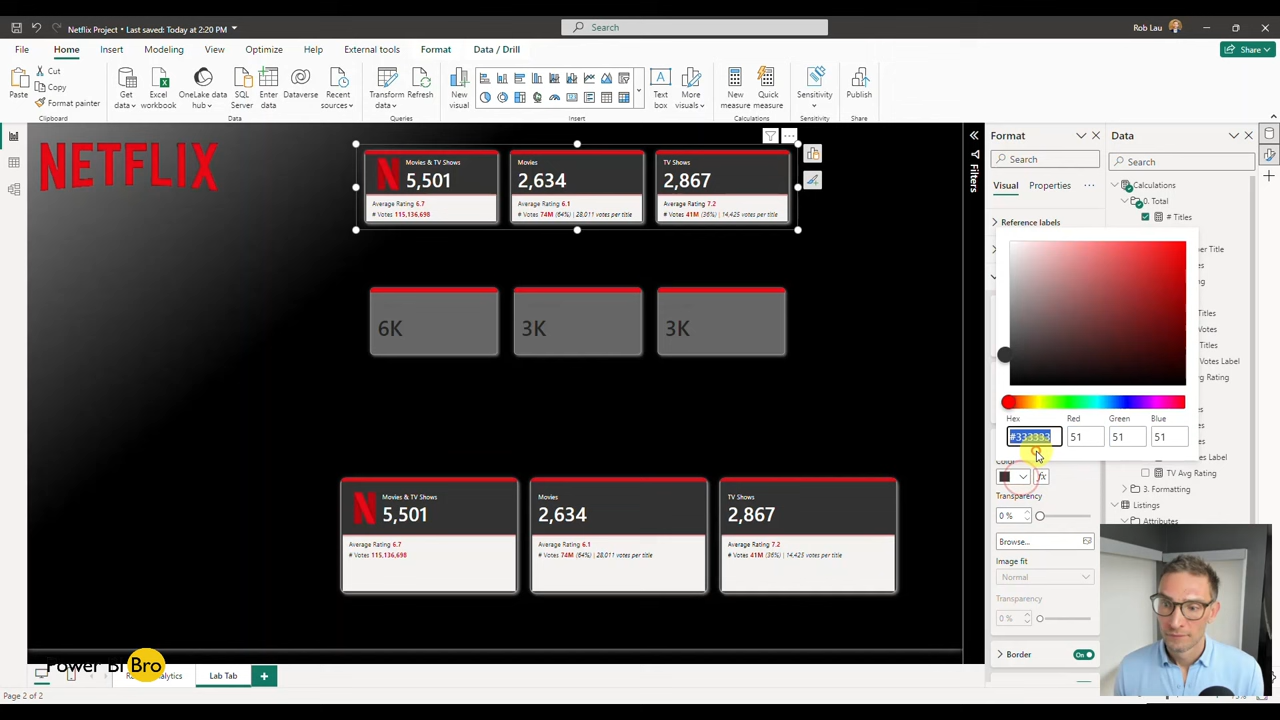 Netflix Project • Last saved: Today at 2:20 PM
Search
Rob Lau
File
Home
Insert
Modeling
View
Optimize
Help
External tools
Format
Data / Drill
Share
Paste
Cut
Copy
Format painter
Clipboard
Get data
Excel workbook
OneLake data hub
SQL Server
Enter data
Dataverse
Recent sources
Data
Transform data
Refresh
Queries
New visual
Text box
More visuals
Insert
New measure
Quick measure
Calculations
Sensitivity
Sensitivity
Publish
Share
NETFLIX
Movies & TV Shows
5,501
Average Rating 6.7
# Votes 115,136,698
Movies
2,634
Average Rating 6.1
# Votes 74M (64%) | 28,011 votes per title
TV Shows
2,867
Average Rating 7.2
# Votes 41M (36%) | 14,425 votes per title
6K
3K
3K
N
Movies & TV Shows
5,501
Average Rating 6.7
# Votes 115,136,698
Movies
2,634
Average Rating 6.1
# Votes 74M (64%) | 28,011 votes per title
TV Shows
2,867
Average Rating 7.2
# Votes 41M (36%) | 14,425 votes per title
Filters
Format
Search
Visual
Properties
Reference labels
Hex
Red
Green
Blue
#333333
51
51
51
Color
fx
Transparency
0 %
Browse...
Image fit
Normal
Transparency
0 %
Border
On
Data
Search
Calculations
0. Total
# Titles
per Title
Titles
Votes
Titles
Votes Label
Avg Rating
Votes
es Label
TV Avg Rating
3. Formatting
Listings
Attributes
Power BI Bro
Lab Tab
Page 2 of 2